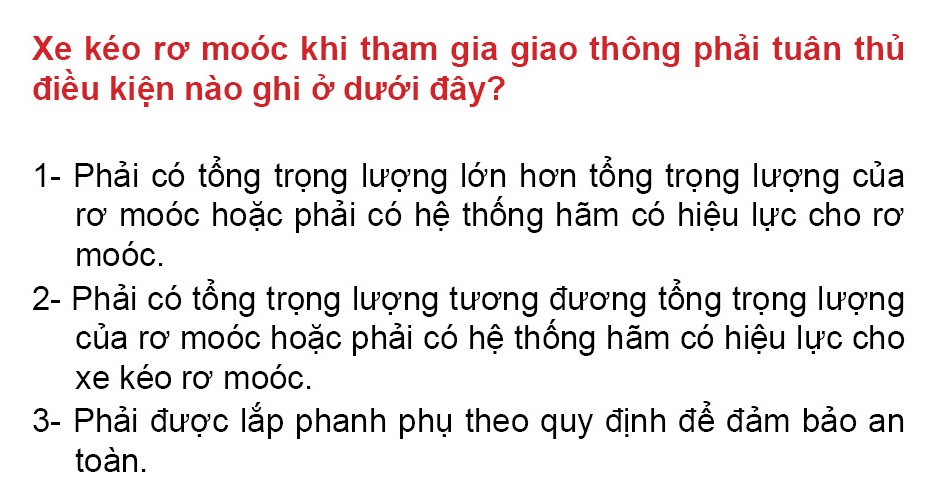 Xe kéo rơ moóc khi tham gia giao thông phải tuân thủ
điều kiện nào ghi ở dưới đây?
1- Phải có tổng trọng lượng lớn hơn tổng trọng lượng của
rơ moóc hoặc phải có hệ thống hãm có hiệu lực cho rơ
moóc.
2- Phải có tổng trọng lượng tương đương tổng trọng lượng
của rơ moóc hoặc phải có hệ thống hãm có hiệu lực cho
xe kéo rơ moóc.
3- Phải được lắp phanh phụ theo quy định để đảm bảo an
toàn.